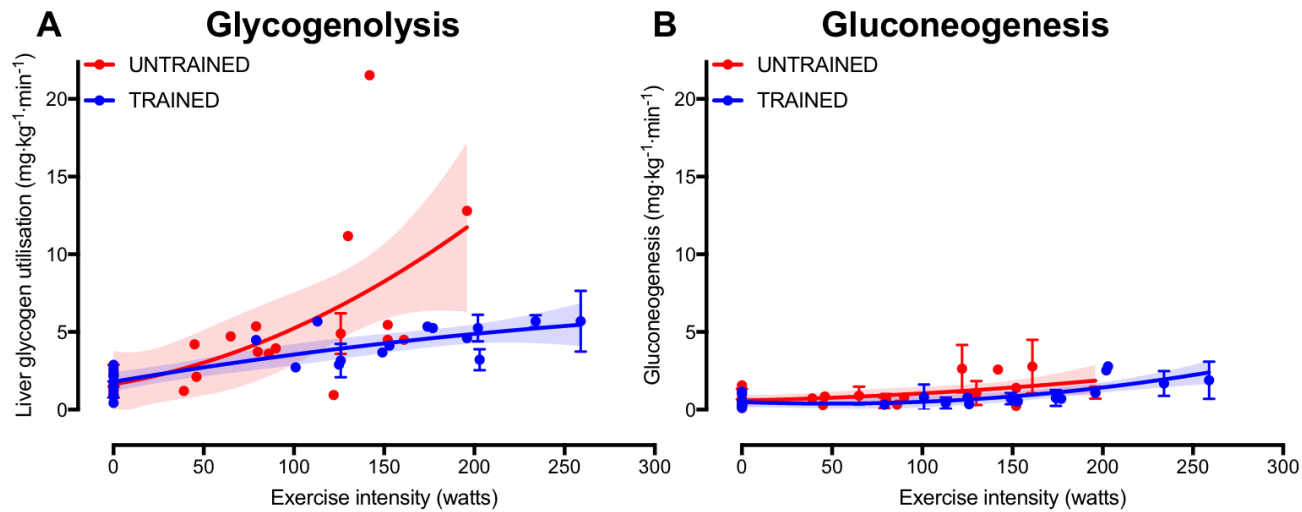 A Glycogenolysis
UNTRAINED
TRAINED
Liver glycogen utilisation (mg·kg⁻¹·min⁻¹)
20
15
10
5
0
0 50 100 150 200 250 300
Exercise intensity (watts)
B Gluconeogenesis
UNTRAINED
TRAINED
Gluconeogenesis (mg·kg⁻¹·min⁻¹)
20
15
10
5
0
0 50 100 150 200 250 300
Exercise intensity (watts)